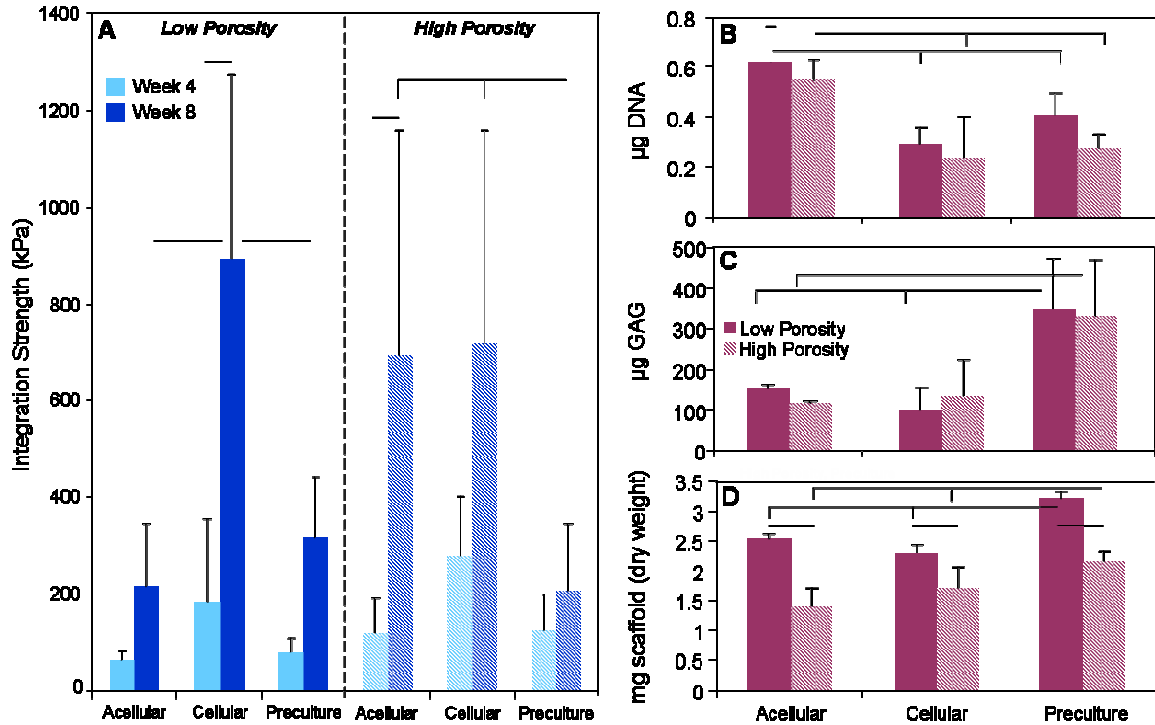 A
Low Porosity
High Porosity
Week 4
Week 8
Integration Strength (kPa)
1400
1200
1000
800
600
400
200
0
Acellular
Cellular
Preculture
Acellular
Cellular
Preculture
B
µg DNA
0.8
0.6
0.4
0.2
0
C
µg GAG
500
400
300
200
100
0
Low Porosity
High Porosity
D
mg scaffold (dry weight)
3.5
3
2.5
2
1.5
1
0.5
0
Acellular
Cellular
Preculture